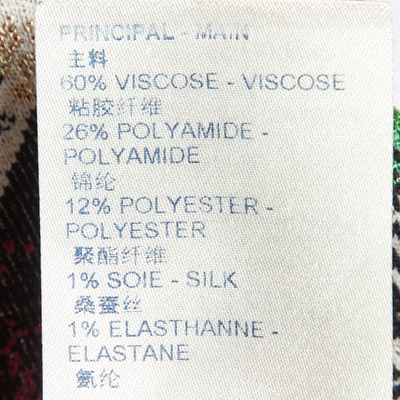 PRINCIPAL - MAIN
主料
60% VISCOSE - VISCOSE
粘胶纤维
26% POLYAMIDE -
POLYAMIDE
锦纶
12% POLYESTER -
POLYESTER
聚酯纤维
1% SOIE - SILK
桑蚕丝
1% ELASTHANNE -
ELASTANE
氨纶